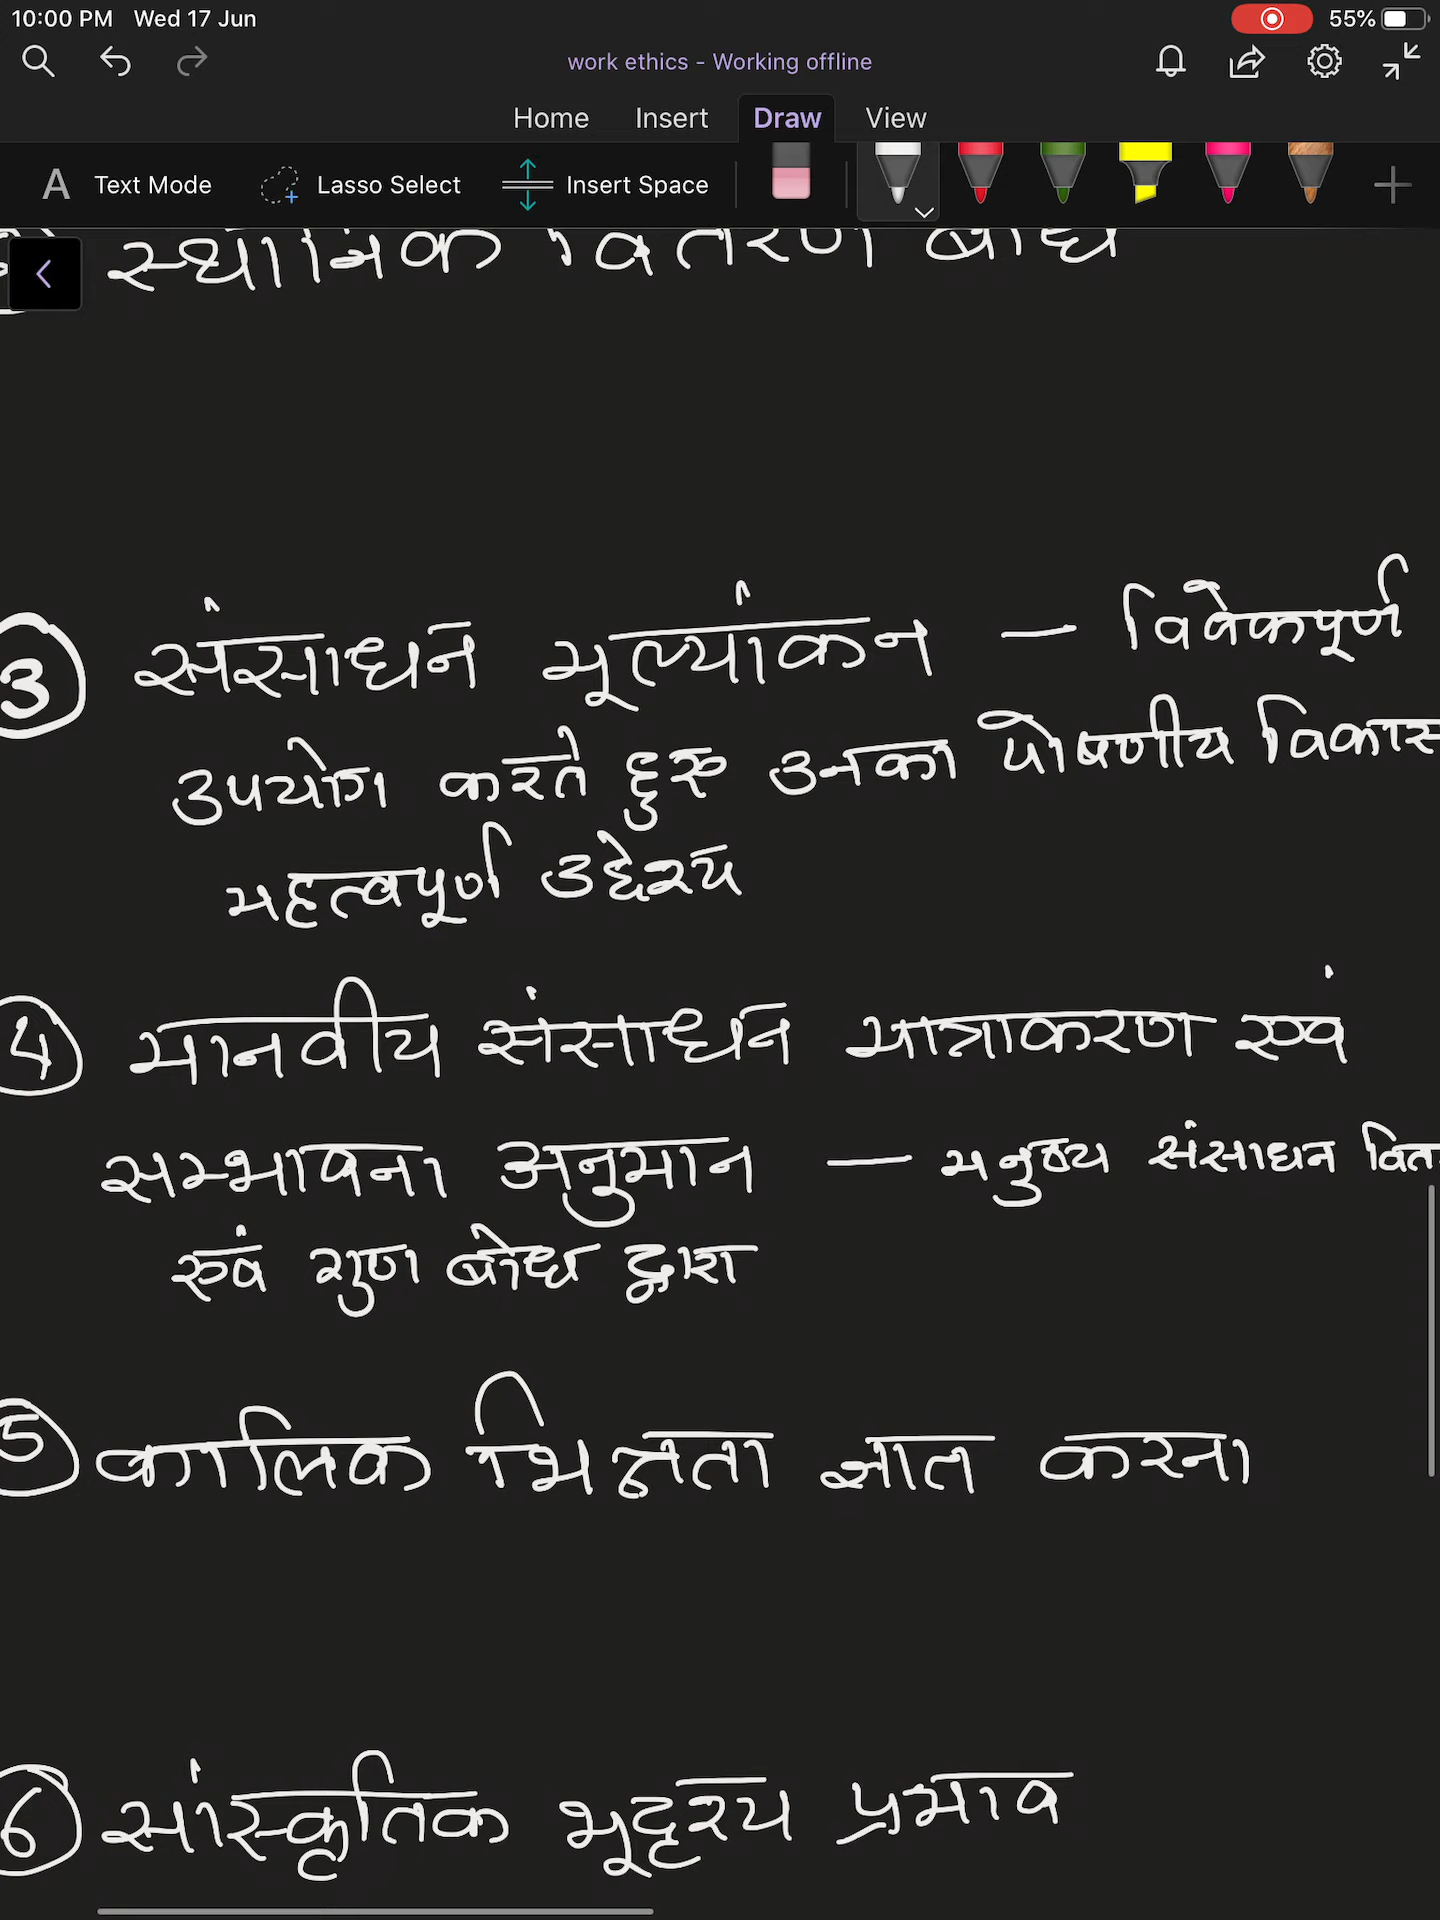 10:00 PM Wed 17 Jun 55%
work ethics - Working offline
Home Insert Draw View
A Text Mode Lasso Select Insert Space
स्थानिक वितरण बोध
3 संसाधन मूल्यांकन — विवेकपूर्ण
उपयोग करते हुए उनका पोषणीय विकास
महत्वपूर्ण उद्देश्य
4 मानवीय संसाधन मात्राकरण एवं
सम्भावना अनुमान — मनुष्य संसाधन वित
एवं गुण बोध द्वारा
5 कालिक भिन्नता ज्ञात करना
6 सांस्कृतिक भूदृश्य प्रभाव